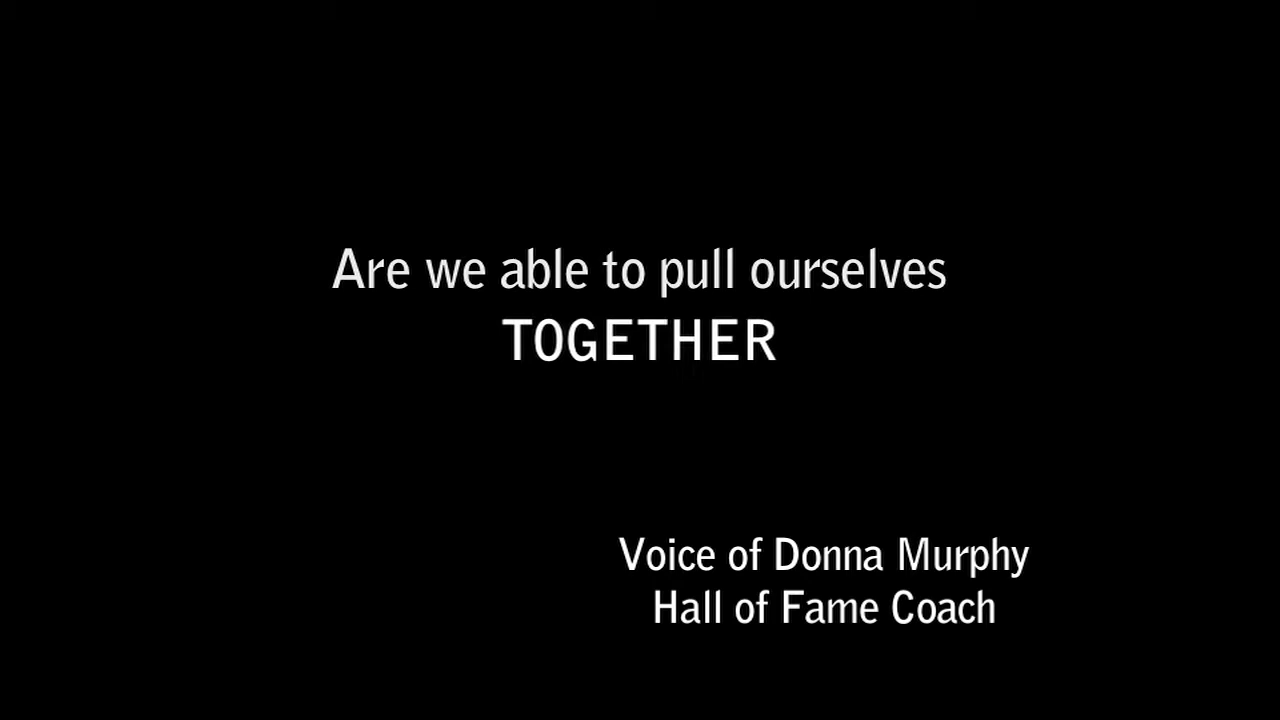 Are we able to pull ourselves
TOGETHER
Voice of Donna Murphy
Hall of Fame Coach